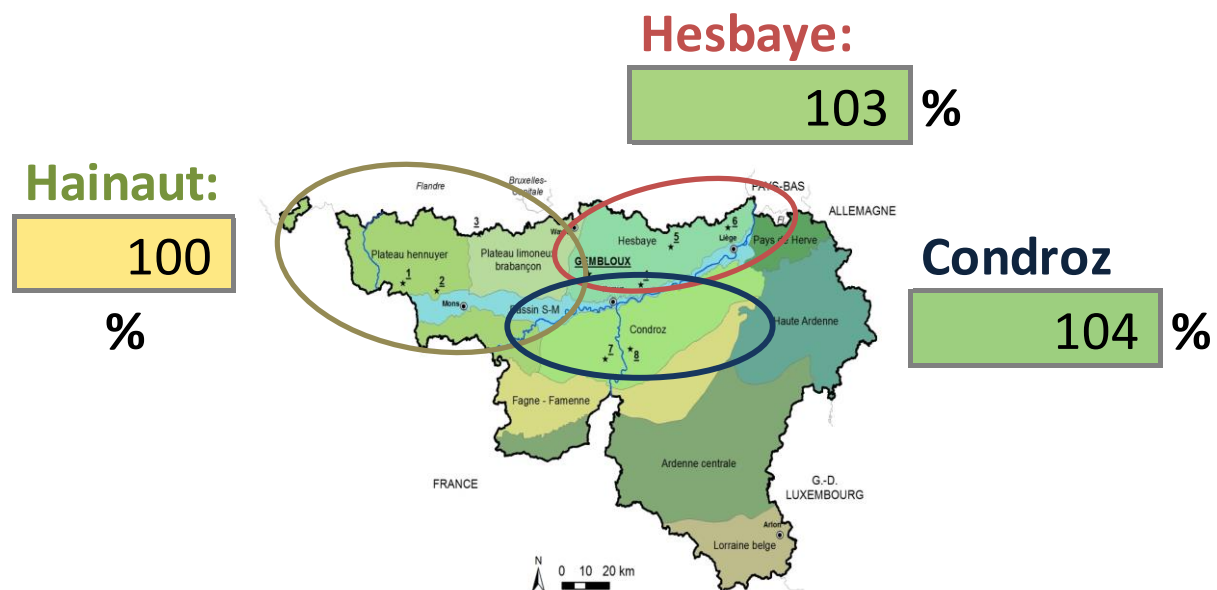 Hesbaye:
103 %
Hainaut:
100
%
Condroz
104 %
Flandre
Bruxelles-
Capitale
PAYS-BAS
ALLEMAGNE
3
6
5
Hesbaye
Liège
Pays de Herve
Plateau hennuyer
Plateau limoneux
brabançon
GEMBLOUX
1
2
Mons
Bassin S-M
Condroz
Haute Ardenne
7
8
Fagne - Famenne
Ardenne centrale
FRANCE
G.-D.
LUXEMBOURG
Arlon
Lorraine belge
N
0 10 20 km